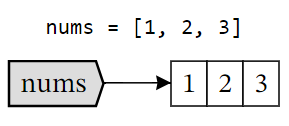 nums = [1, 2, 3]
nums 1 2 3